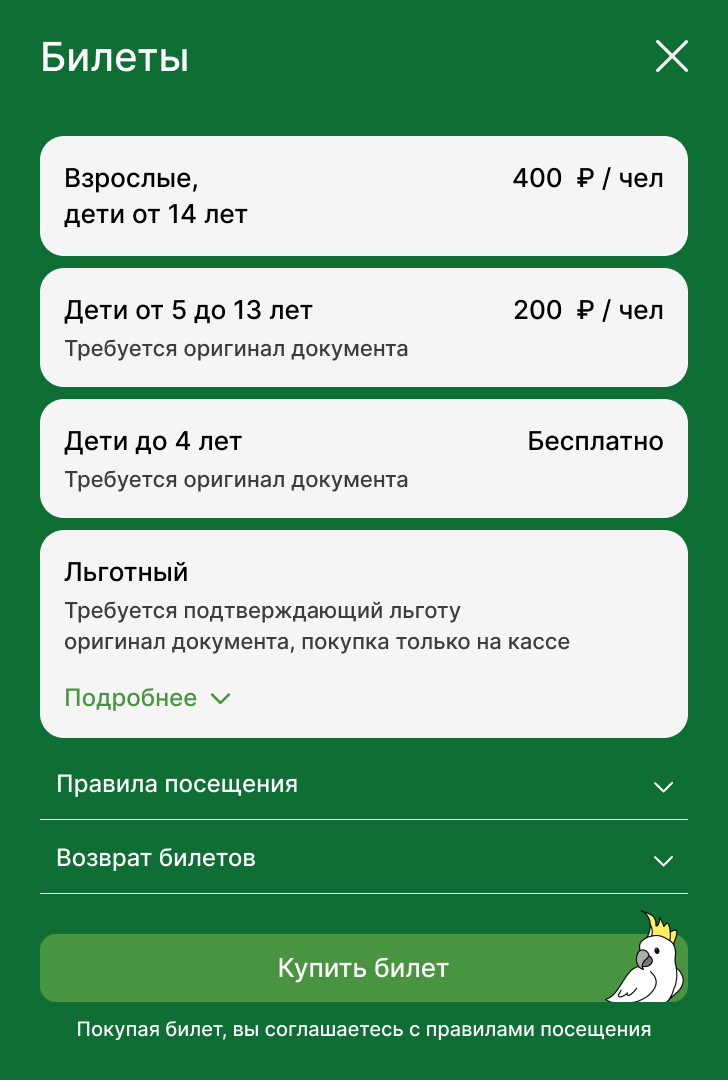 Билеты
Взрослые,
дети от 14 лет
400 ₽ / чел
Дети от 5 до 13 лет
200 ₽ / чел
Требуется оригинал документа
Дети до 4 лет
Бесплатно
Требуется оригинал документа
Льготный
Требуется подтверждающий льготу
оригинал документа, покупка только на кассе
Подробнее
Правила посещения
Возврат билетов
Купить билет
Покупая билет, вы соглашаетесь с правилами посещения